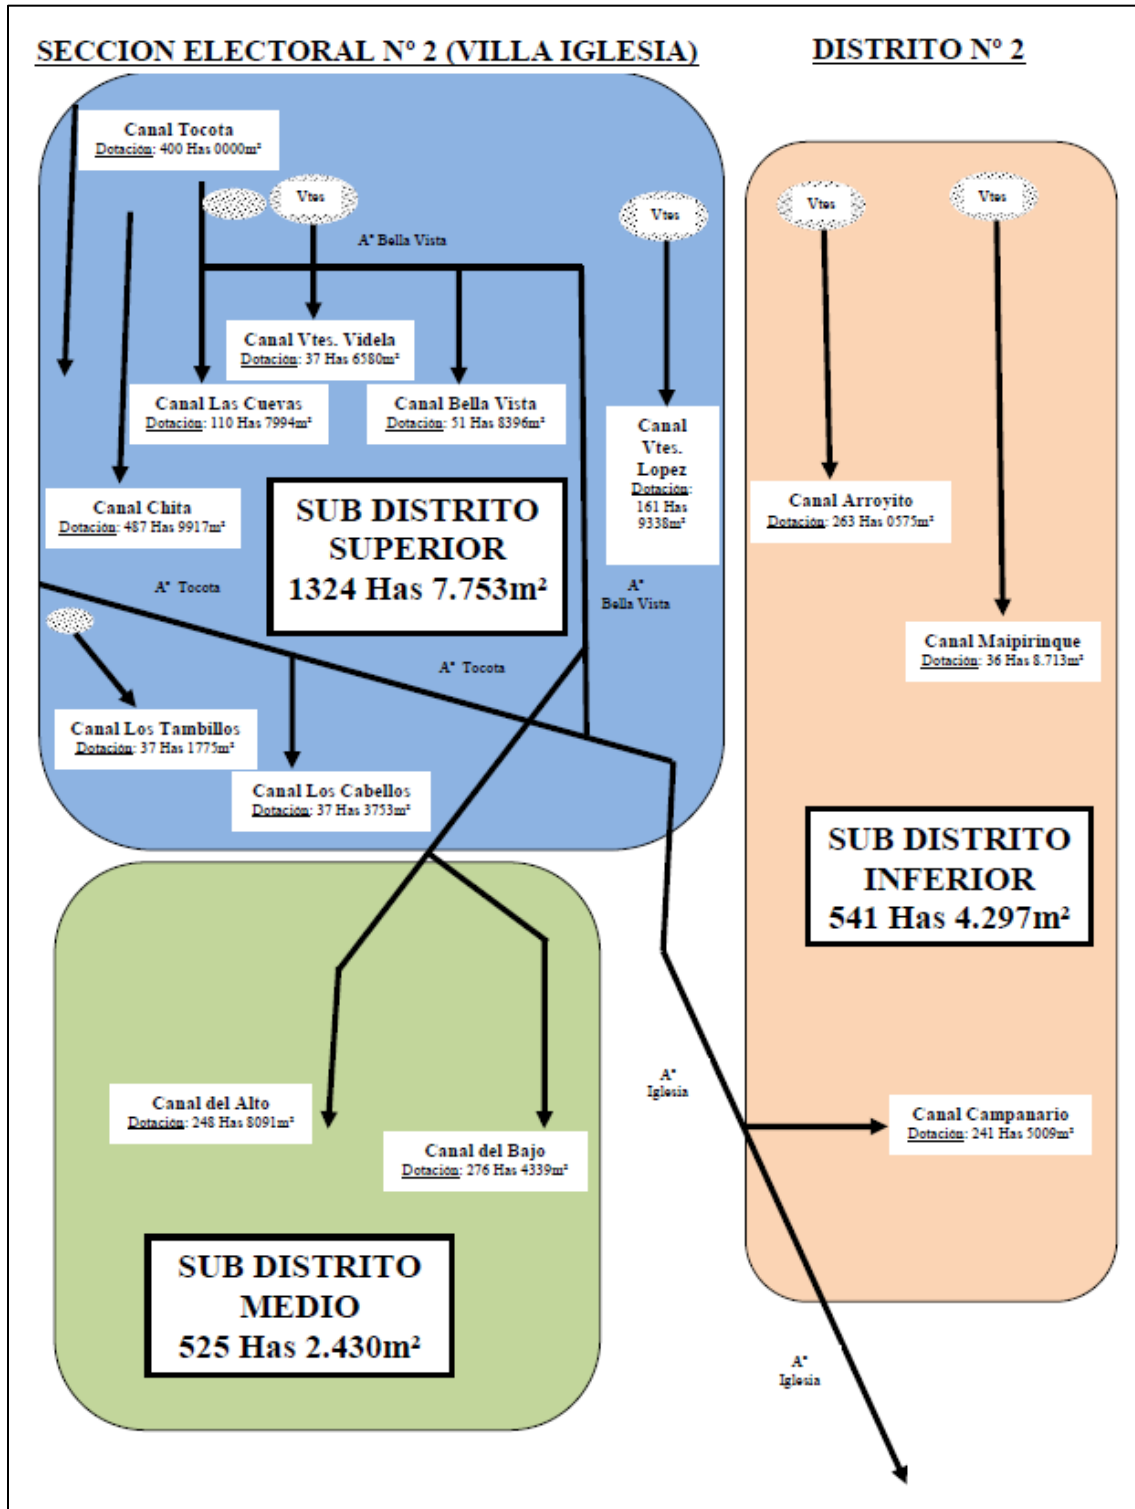 SECCION ELECTORAL Nº 2 (VILLA IGLESIA)
DISTRITO Nº 2
Canal Tocota
Dotación: 400 Has 0000m²
Vtes
Vtes
Vtes
Vtes
Aº Bella Vista
Canal Vtes. Videla
Dotación: 37 Has 6580m²
Canal Las Cuevas
Dotación: 110 Has 7994m²
Canal Bella Vista
Dotación: 51 Has 8396m²
Canal
Vtes.
Lopez
Dotación:
161 Has
9338m²
Canal Chita
Dotación: 487 Has 9917m²
SUB DISTRITO
SUPERIOR
1324 Has 7.753m²
Canal Arroyito
Dotación: 263 Has 0575m²
Aº Tocota
Aº
Bella Vista
Aº Tocota
Canal Maipirinque
Dotación: 36 Has 8.713m²
Canal Los Tambillos
Dotación: 37 Has 1775m²
Canal Los Cabellos
Dotación: 37 Has 3753m²
SUB DISTRITO
INFERIOR
541 Has 4.297m²
Aº
Iglesia
Canal del Alto
Dotación: 248 Has 8091m²
Canal del Bajo
Dotación: 276 Has 4339m²
Canal Campanario
Dotación: 241 Has 5009m²
SUB DISTRITO
MEDIO
525 Has 2.430m²
Aº
Iglesia